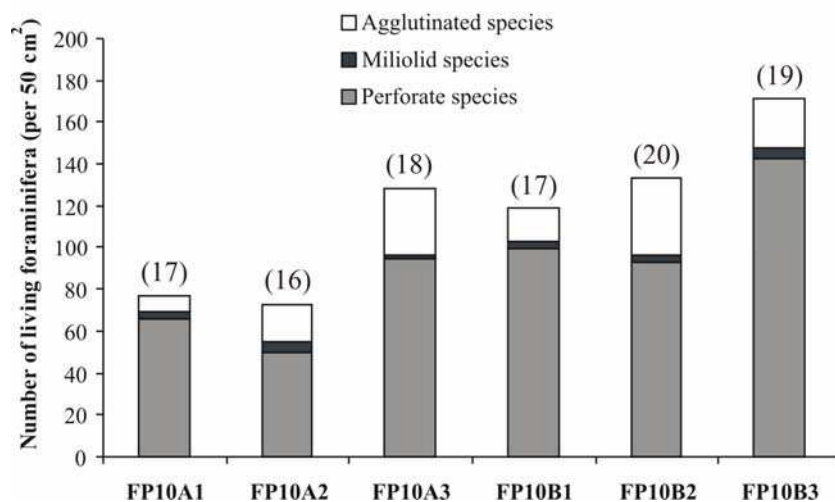 Agglutinated species
Miliolid species
Perforate species
Number of living foraminifera (per 50 cm²)
200
180
160
140
120
100
80
60
40
20
0
(17)
(16)
(18)
(17)
(20)
(19)
FP10A1
FP10A2
FP10A3
FP10B1
FP10B2
FP10B3